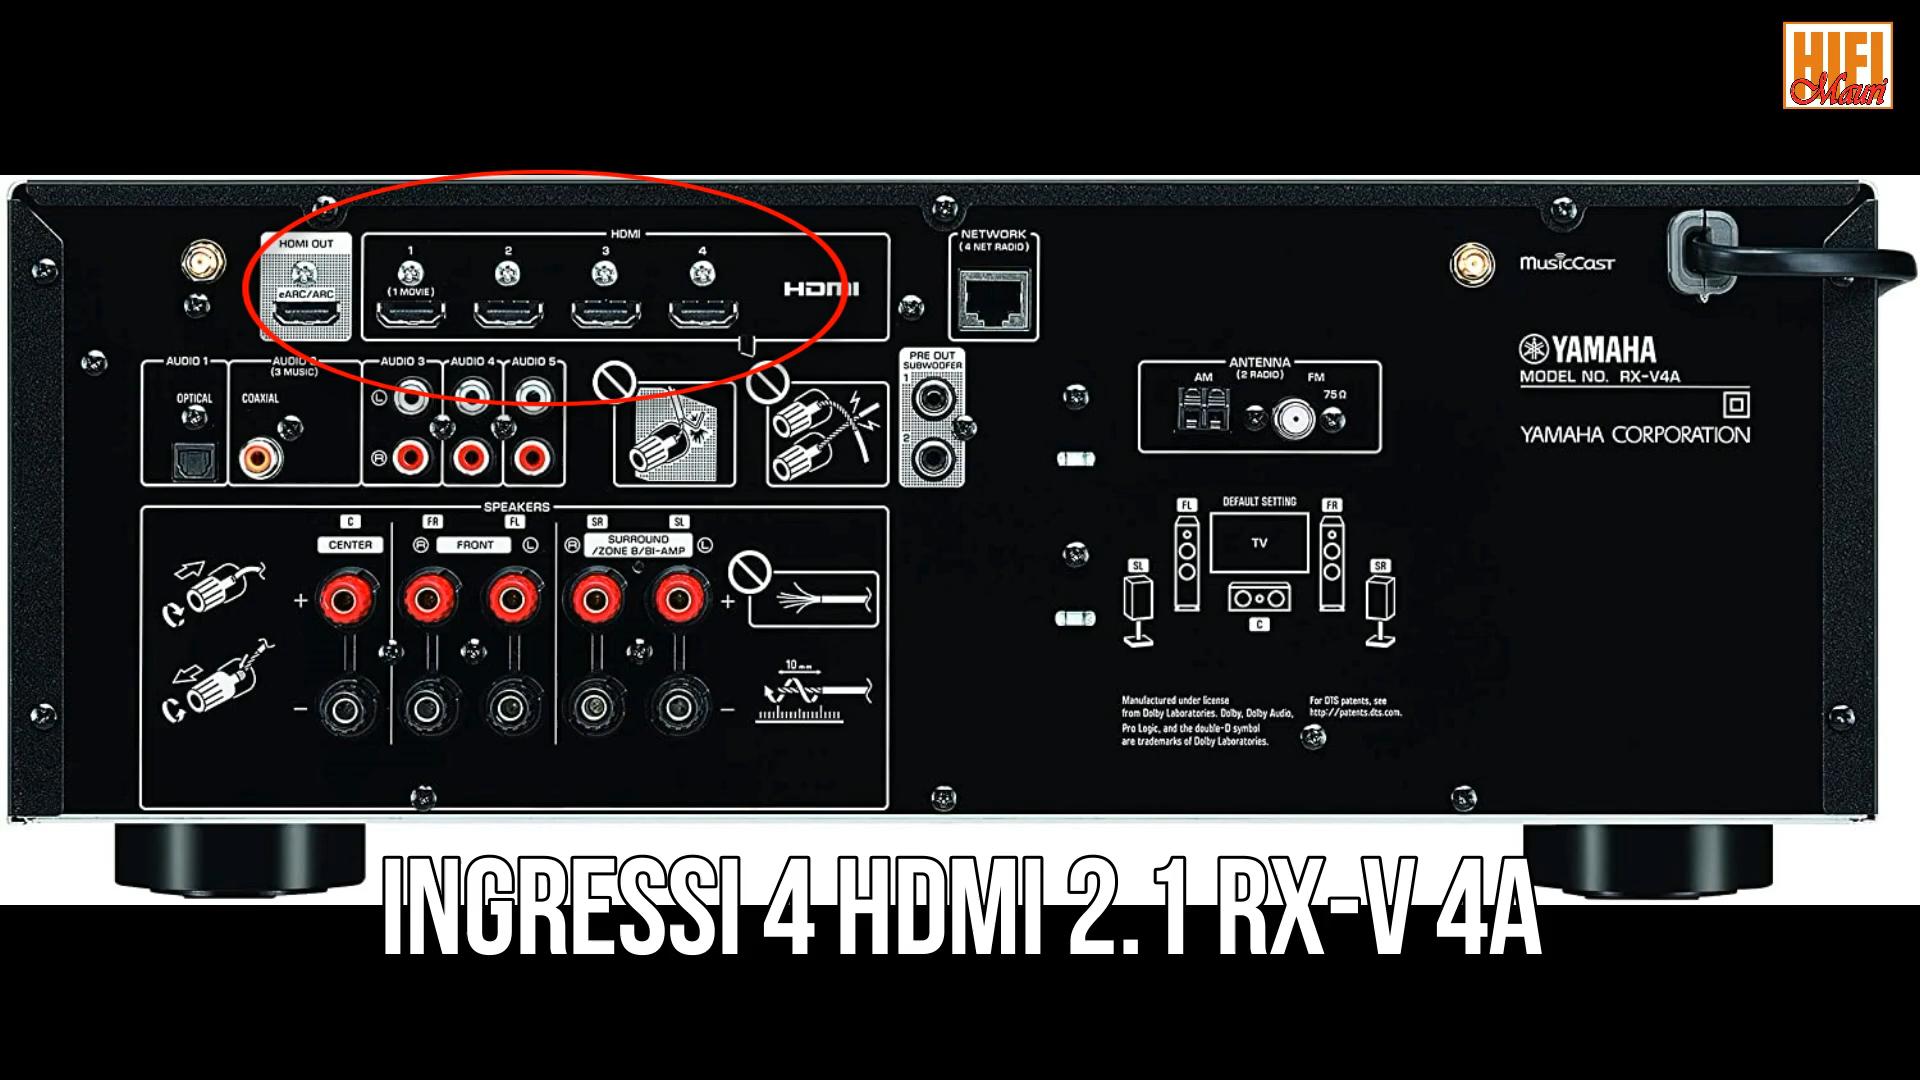 HIFI
Mauri
HDMI OUT
eARC/ARC
HDMI
1
2
3
4
(1 MOVIE)
HDMI
NETWORK
(4 NET RADIO)
MusicCast
YAMAHA
MODEL NO. RX-V4A
YAMAHA CORPORATION
AUDIO 1
AUDIO 2
(3 MUSIC)
AUDIO 3
AUDIO 4
AUDIO 5
OPTICAL
COAXIAL
L
R
PRE OUT
SUBWOOFER
1
2
ANTENNA
(2 RADIO)
AM
FM
75Ω
SPEAKERS
C
FR
FL
SR
SL
CENTER
R
FRONT
L
R
SURROUND
/ZONE B/BI-AMP
L
+
+
−
−
10 mm
DEFAULT SETTING
FL
FR
TV
SL
SR
C
Manufactured under license
from Dolby Laboratories. Dolby, Dolby Audio,
Pro Logic, and the double-D symbol
are trademarks of Dolby Laboratories.
For DTS patents, see
http://patents.dts.com.
INGRESSI 4 HDMI 2.1 RX-V 4A